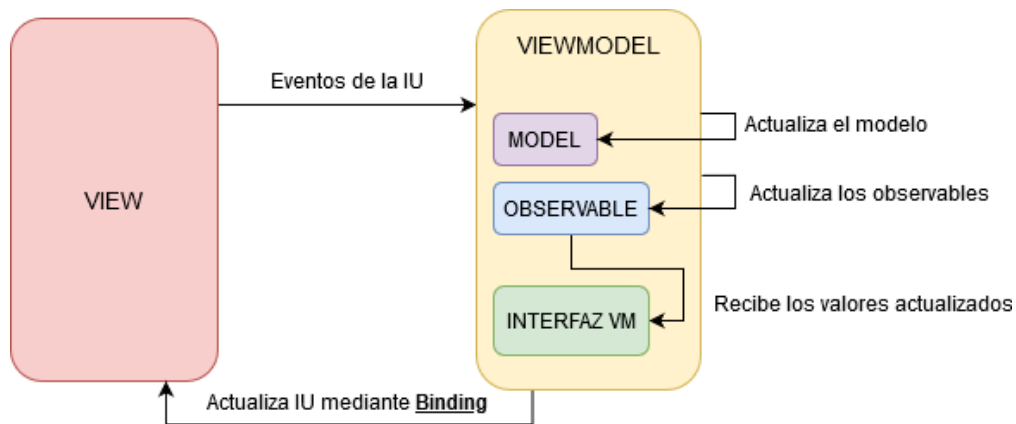 VIEWMODEL
Eventos de la IU
MODEL
Actualiza el modelo
VIEW
OBSERVABLE
Actualiza los observables
INTERFAZ VM
Recibe los valores actualizados
Actualiza IU mediante Binding